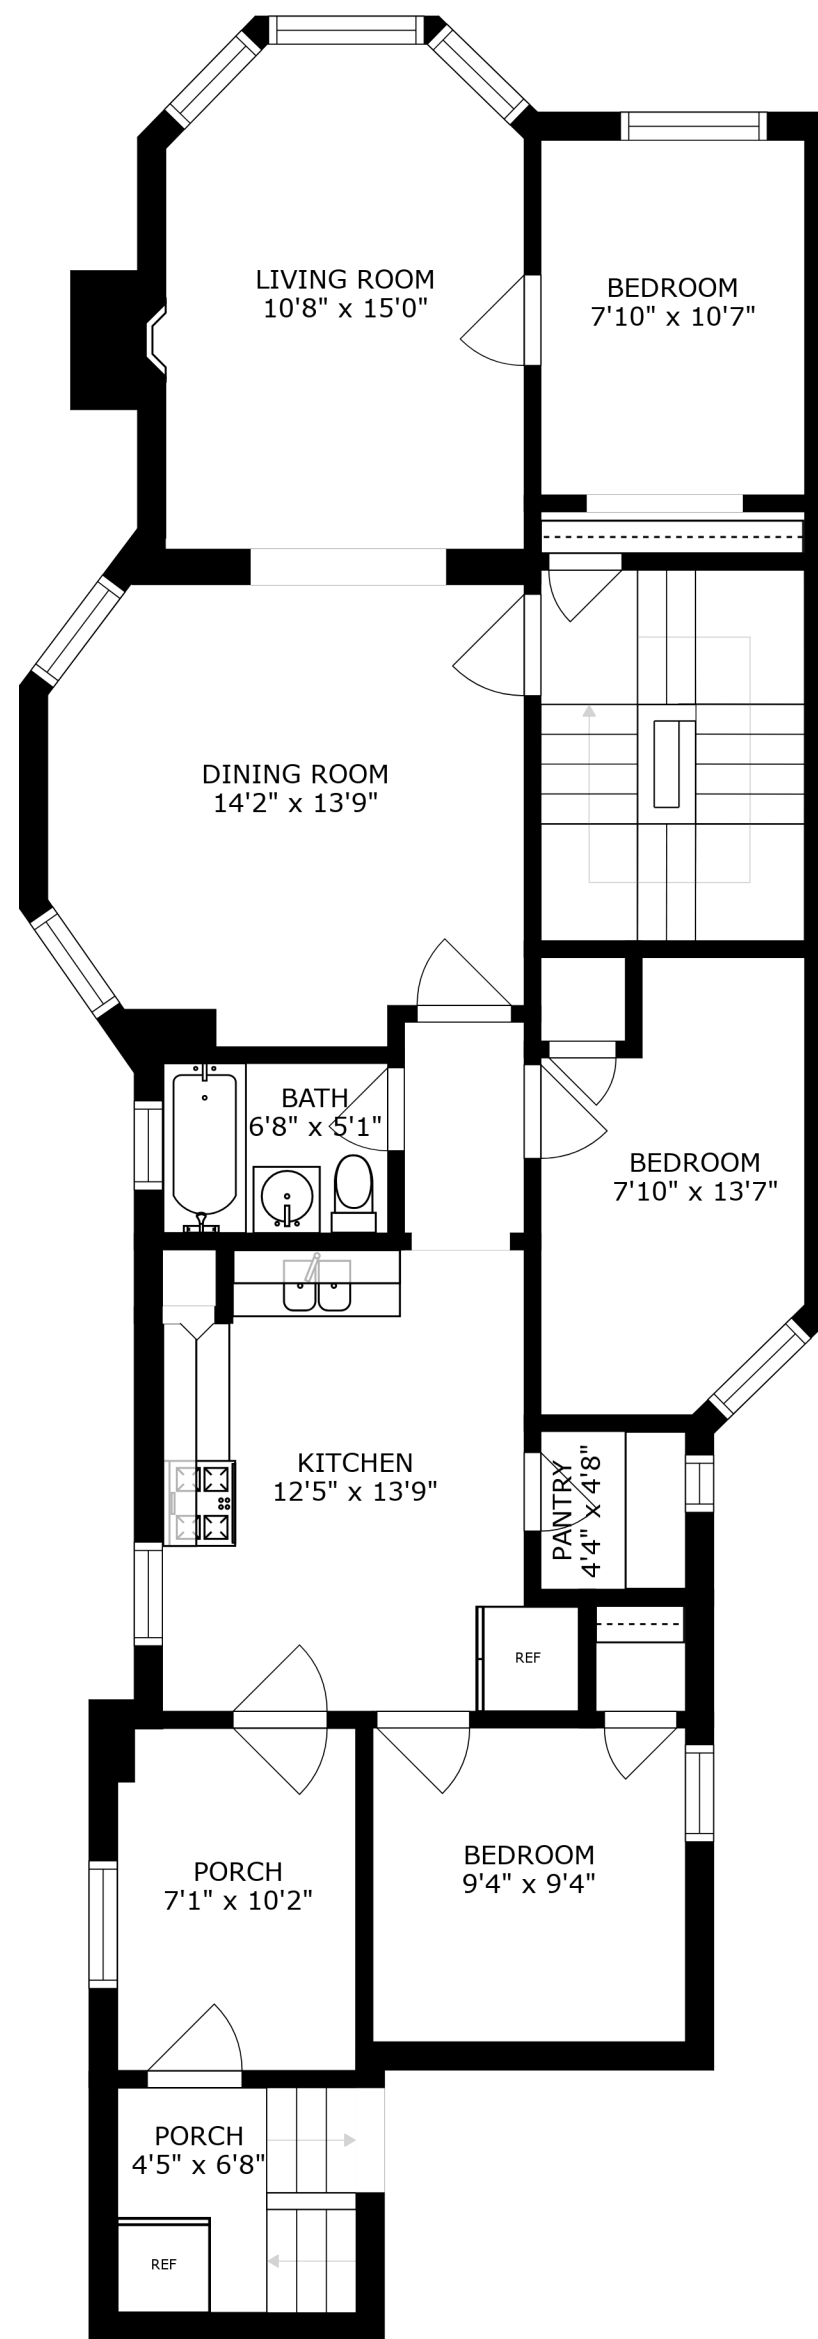 LIVING ROOM
10'8" x 15'0"
BEDROOM
7'10" x 10'7"
DINING ROOM
14'2" x 13'9"
BATH
6'8" x 5'1"
BEDROOM
7'10" x 13'7"
KITCHEN
12'5" x 13'9"
PANTRY
4'4" x 4'8"
REF
BEDROOM
9'4" x 9'4"
PORCH
7'1" x 10'2"
PORCH
4'5" x 6'8"
REF